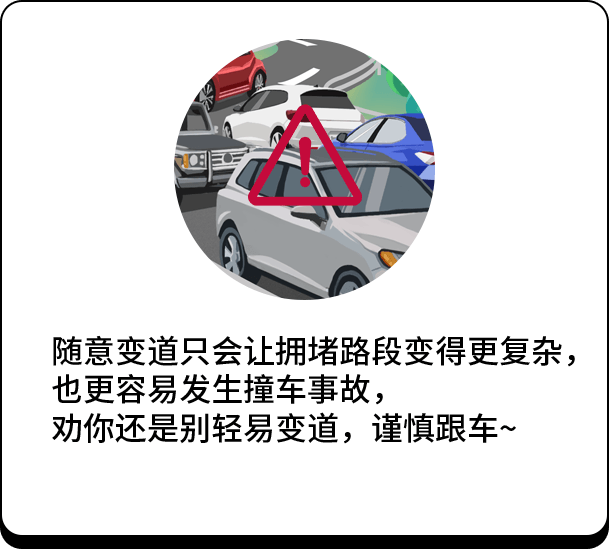 随意变道只会让拥堵路段变得更复杂，
也更容易发生撞车事故，
劝你还是别轻易变道，谨慎跟车~